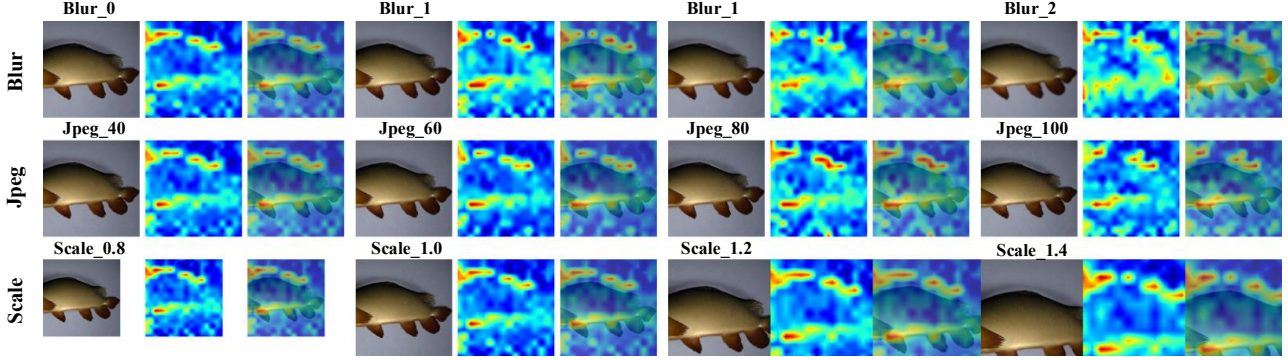 Blur_0 Blur_1 Blur_1 Blur_2
Blur
Jpeg_40 Jpeg_60 Jpeg_80 Jpeg_100
Jpeg
Scale_0.8 Scale_1.0 Scale_1.2 Scale_1.4
Scale